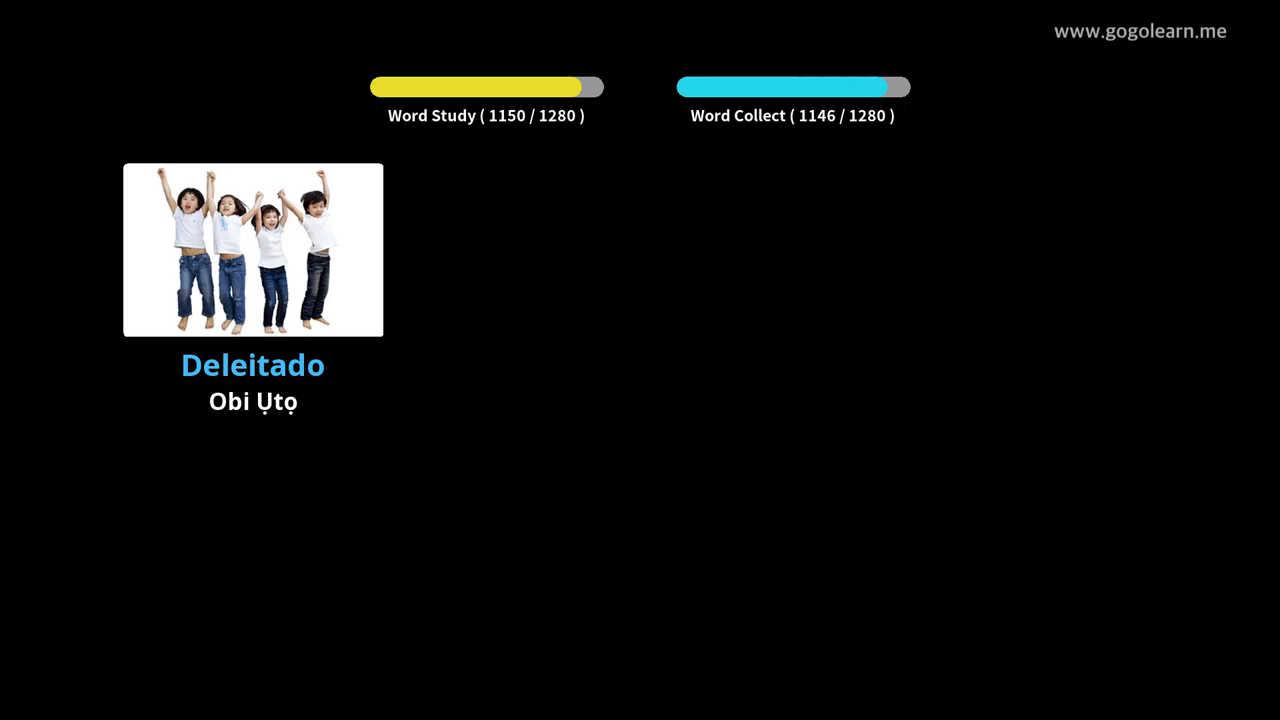 www.gogolearn.me
Word Study ( 1150 / 1280 )
Word Collect ( 1146 / 1280 )
Deleitado
Obi Ụtọ